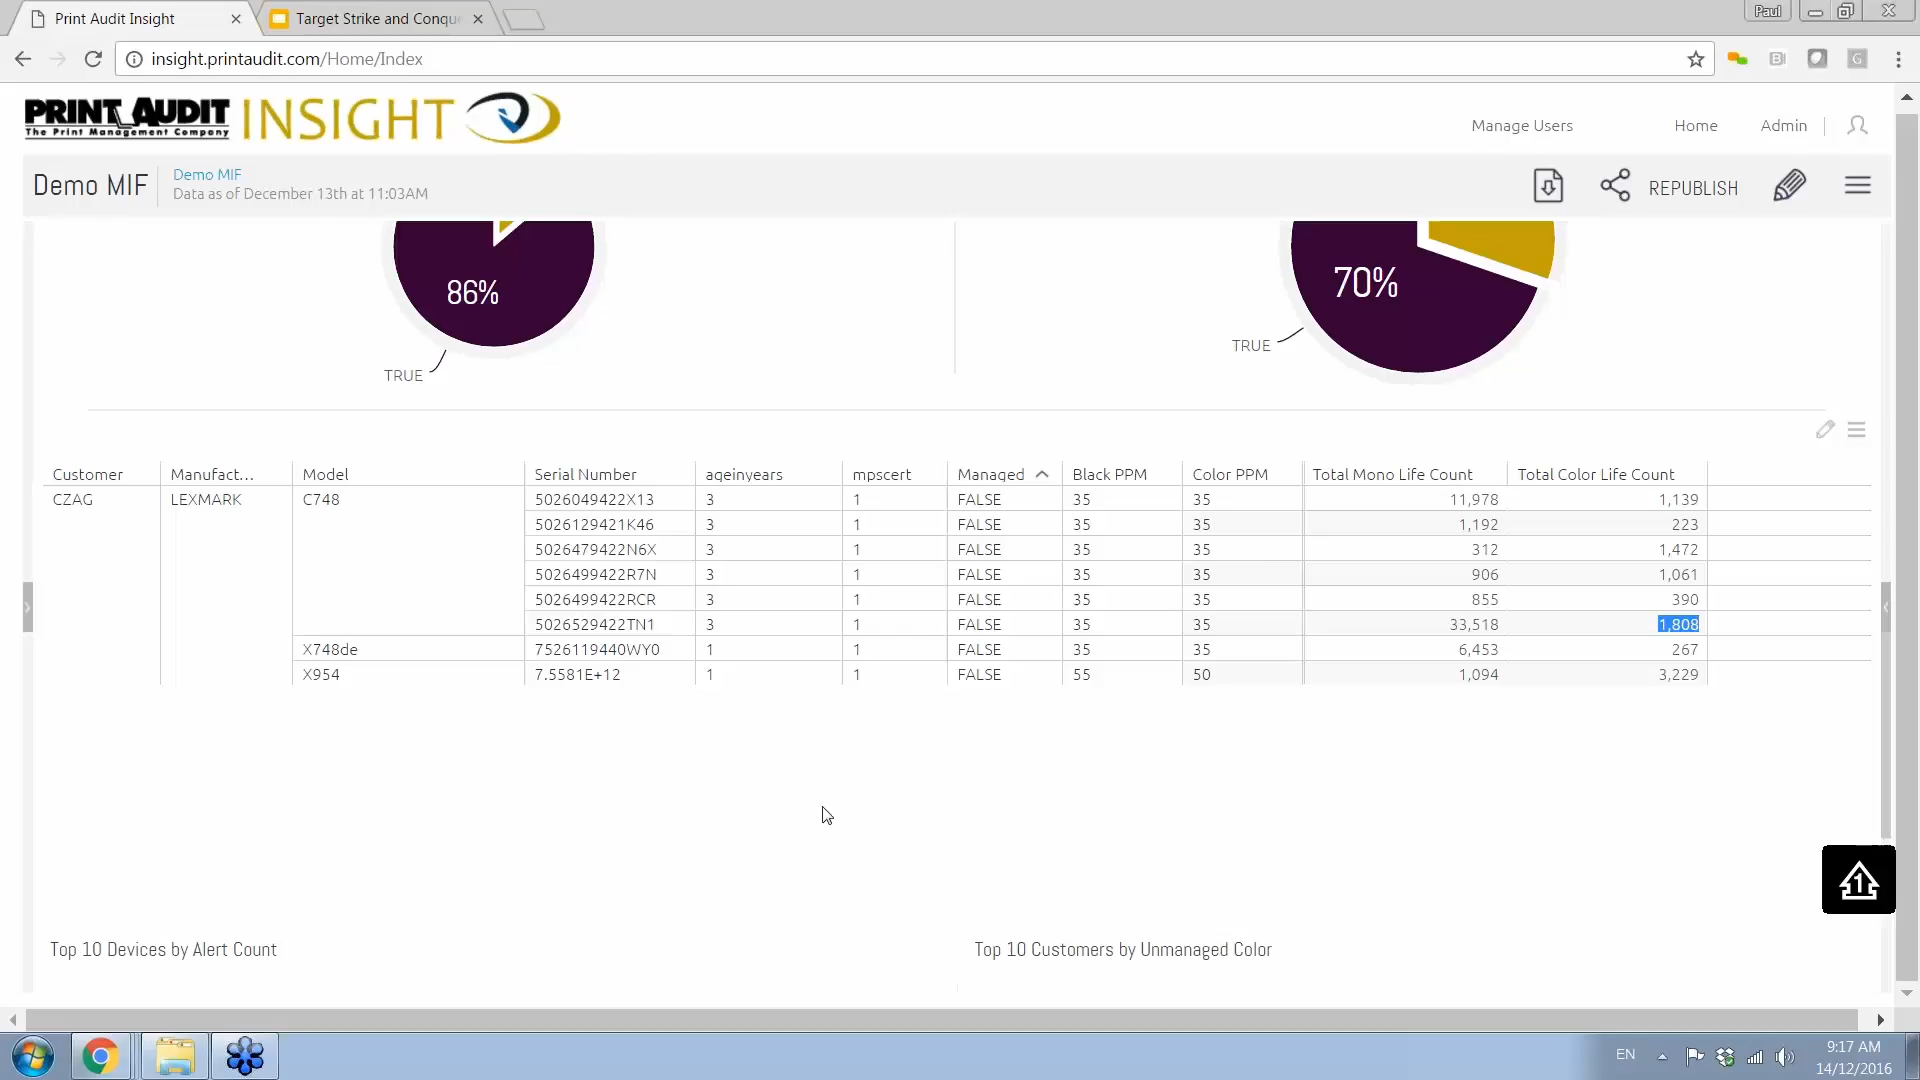 Print Audit Insight
Target Strike and Conqu
Paul
insight.printaudit.com/Home/Index
PRINT AUDIT INSIGHT
The Print Management Company
Manage Users Home Admin
Demo MIF
Demo MIF
Data as of December 13th at 11:03AM
REPUBLISH
86%
TRUE
70%
TRUE
Customer Manufact... Model Serial Number ageinyears mpscert Managed Black PPM Color PPM Total Mono Life Count Total Color Life Count
CZAG LEXMARK C748 5026049422X13 3 1 FALSE 35 35 11,978 1,139
5026129421K46 3 1 FALSE 35 35 1,192 223
5026479422N6X 3 1 FALSE 35 35 312 1,472
5026499422R7N 3 1 FALSE 35 35 906 1,061
5026499422RCR 3 1 FALSE 35 35 855 390
5026529422TN1 3 1 FALSE 35 35 33,518 1,808
X748de 7526119440WY0 1 1 FALSE 35 35 6,453 267
X954 7.5581E+12 1 1 FALSE 55 50 1,094 3,229
1
Top 10 Devices by Alert Count
Top 10 Customers by Unmanaged Color
EN
9:17 AM
14/12/2016